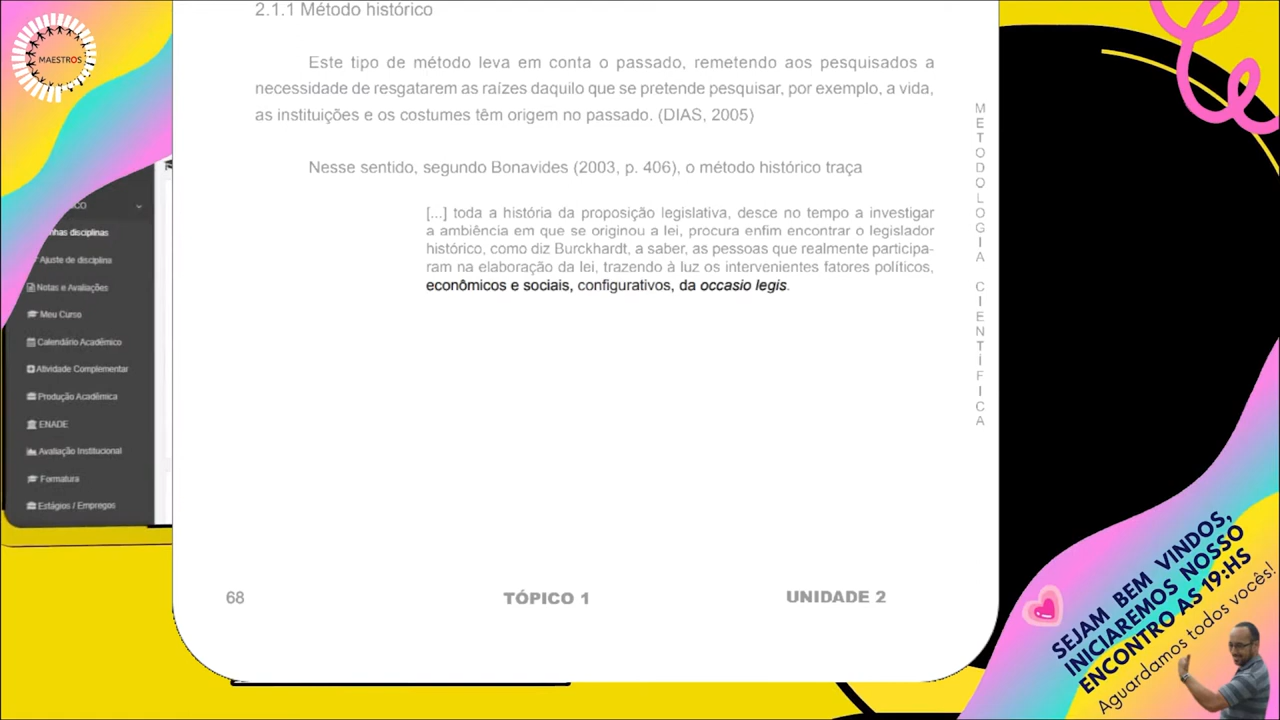 MAESTROS
2.1.1 Método histórico
Este tipo de método leva em conta o passado, remetendo aos pesquisados a
necessidade de resgatarem as raízes daquilo que se pretende pesquisar, por exemplo, a vida,
as instituições e os costumes têm origem no passado. (DIAS, 2005)
Nesse sentido, segundo Bonavides (2003, p. 406), o método histórico traça
[...] toda a história da proposição legislativa, desce no tempo a investigar
a ambiência em que se originou a lei, procura enfim encontrar o legislador
histórico, como diz Burckhardt, a saber, as pessoas que realmente participa-
ram na elaboração da lei, trazendo à luz os intervenientes fatores políticos,
econômicos e sociais, configurativos, da occasio legis.
METODOLOGIA CIENTÍFICA
Ajuste de disciplina
Notas e Avaliações
Meu Curso
Calendário Acadêmico
Atividade Complementar
Produção Acadêmica
ENADE
Avaliação Institucional
Formatura
Estágios / Empregos
68
TÓPICO 1
UNIDADE 2
SEJAM BEM VINDOS,
INICIAREMOS NOSSO
ENCONTRO AS 19:HS
Aguardamos todos vocês!